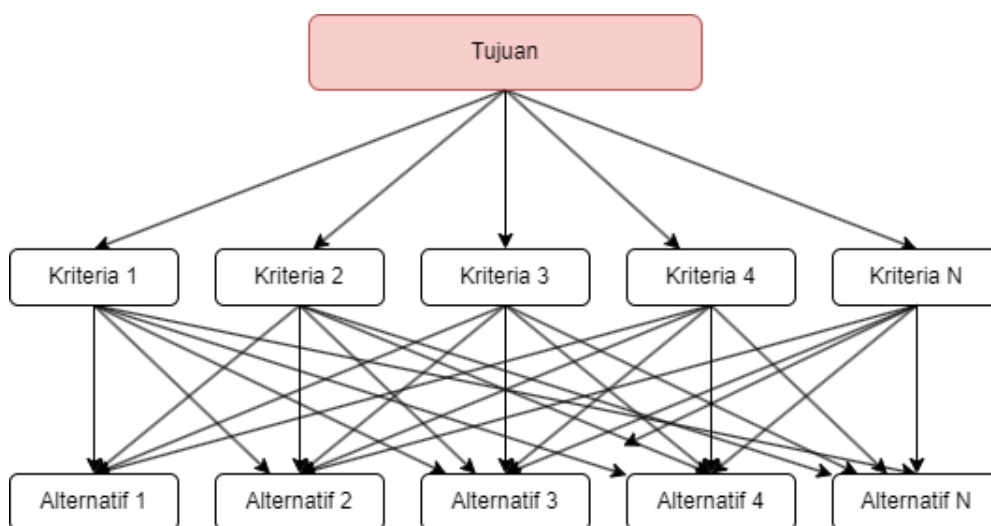 Tujuan
Kriteria 1
Kriteria 2
Kriteria 3
Kriteria 4
Kriteria N
Alternatif 1
Alternatif 2
Alternatif 3
Alternatif 4
Alternatif N